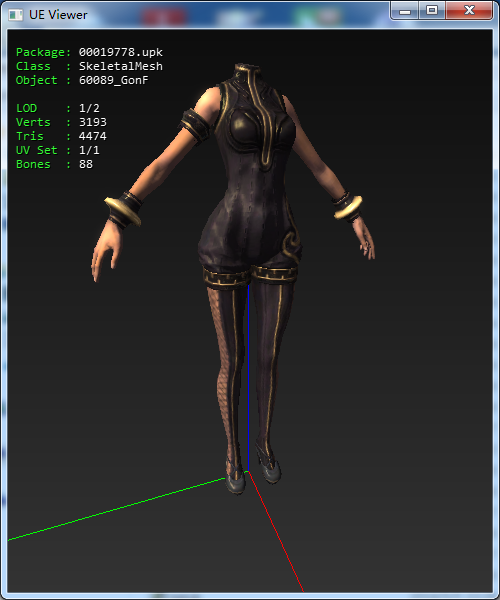 UE Viewer
Package: 00019778.upk
Class : SkeletalMesh
Object : 60089_GonF
LOD : 1/2
Verts : 3193
Tris : 4474
UV Set : 1/1
Bones : 88